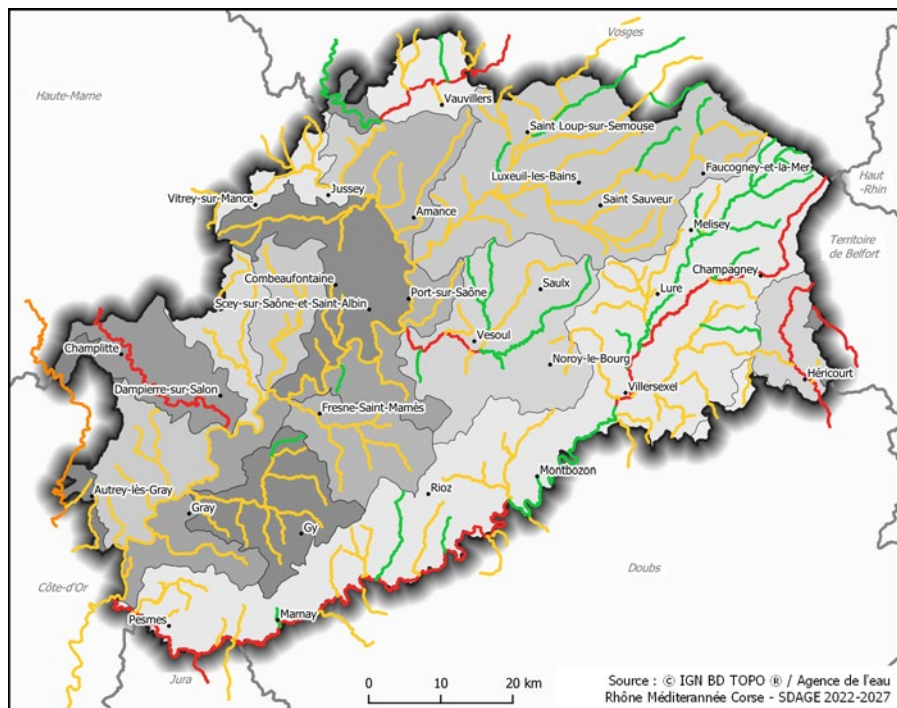 Vosges
Haute-Marne
Vauvillers
Saint Loup-sur-Semouse
Faucogney-et-la-Mer
Haut-
-Rhin
Luxeuil-les-Bains
Jussey
Vitrey-sur-Mance
Saint Sauveur
Amance
Melisey
Territoire
de Belfort
Champagney
Combeaufontaine
Saulx
Lure
Port-sur-Saône
Scey-sur-Saône-et-Saint-Albin
Vesoul
Champlitte
Noroy-le-Bourg
Héricourt
Dampierre-sur-Salon
Villersexel
Fresne-Saint-Mamès
Montbozon
Autrey-lès-Gray
Rioz
Gray
Gy
Doubs
Côte-d'Or
Marnay
Pesmes
Jura
0 10 20 km
Source : © IGN BD TOPO ® / Agence de l'eau
Rhône Méditerannée Corse - SDAGE 2022-2027